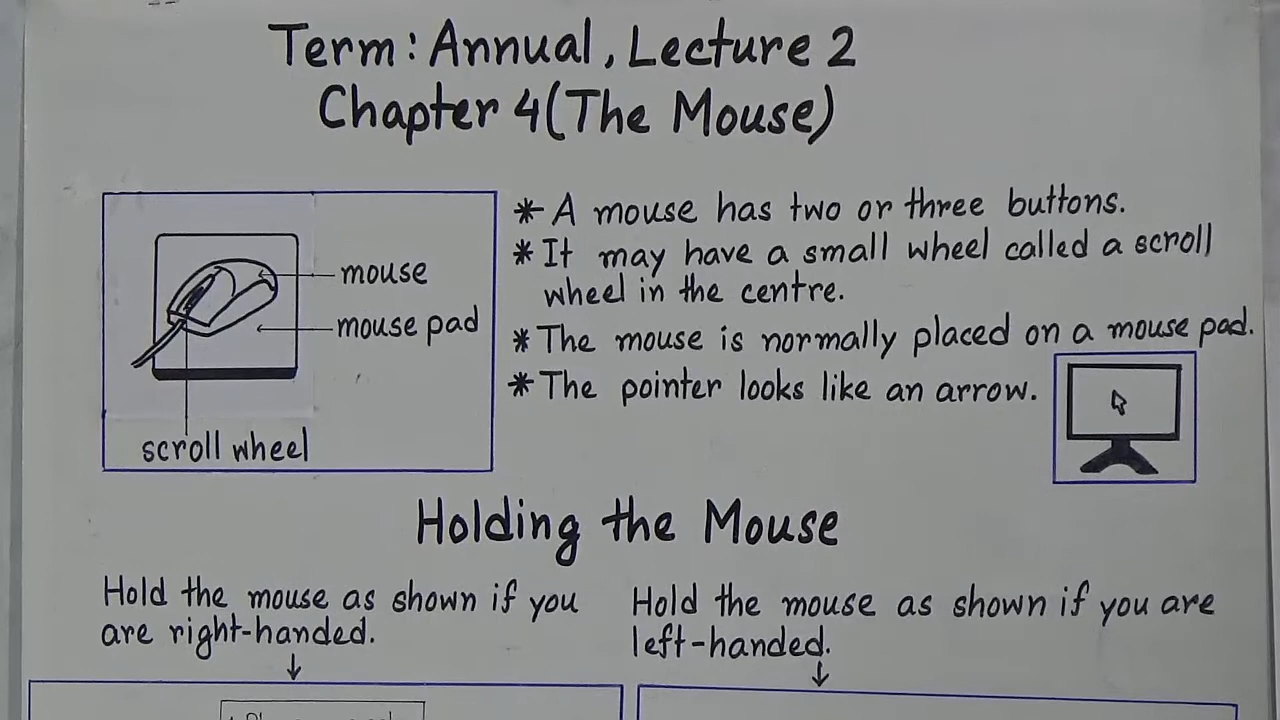 Term: Annual, Lecture 2
Chapter 4(The Mouse)
mouse
mouse pad
scroll wheel
* A mouse has two or three buttons.
* It may have a small wheel called a scroll
wheel in the centre.
* The mouse is normally placed on a mouse pad.
* The pointer looks like an arrow.
Holding the Mouse
Hold the mouse as shown if you
are right-handed.
Hold the mouse as shown if you are
left-handed.